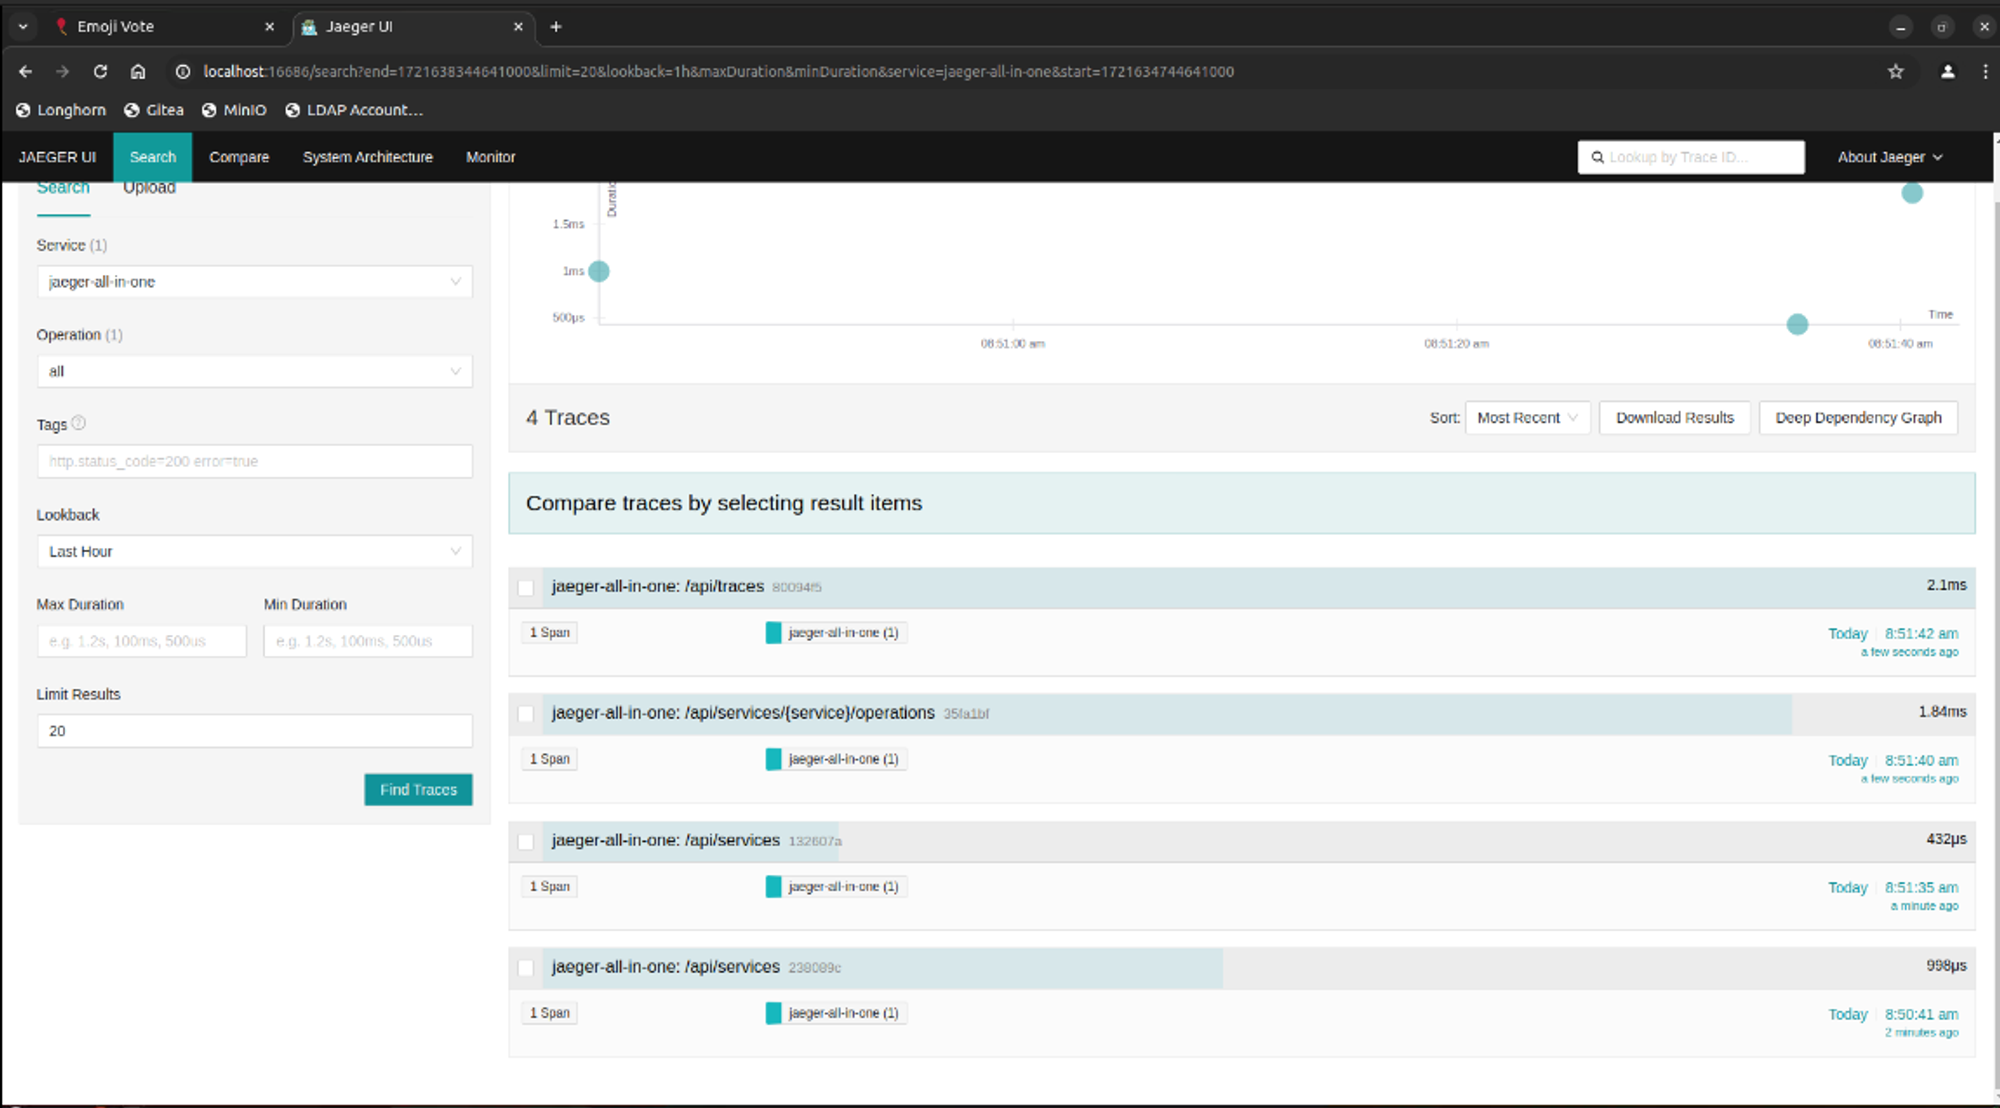 Emoji Vote
Jaeger UI
localhost:16686/search?end=1721638344641000&limit=20&lookback=1h&maxDuration&minDuration&service=jaeger-all-in-one&start=1721634744641000
Longhorn Gitea MinIO LDAP Account...
JAEGER UI Search Compare System Architecture Monitor Lookup by Trace ID... About Jaeger
Search Upload
Service (1)
jaeger-all-in-one
Operation (1)
all
Tags
http.status_code=200 error=true
Lookback
Last Hour
Max Duration Min Duration
e.g. 1.2s, 100ms, 500us e.g. 1.2s, 100ms, 500us
Limit Results
20
Find Traces
1.5ms
1ms
500μs
Time
08:51:00 am 08:51:20 am 08:51:40 am
4 Traces
Sort: Most Recent Download Results Deep Dependency Graph
Compare traces by selecting result items
jaeger-all-in-one: /api/traces 80094f5 2.1ms
1 Span jaeger-all-in-one (1) Today 8:51:42 am
a few seconds ago
jaeger-all-in-one: /api/services/{service}/operations 35fa1bf 1.84ms
1 Span jaeger-all-in-one (1) Today 8:51:40 am
a few seconds ago
jaeger-all-in-one: /api/services 132607a 432μs
1 Span jaeger-all-in-one (1) Today 8:51:35 am
a minute ago
jaeger-all-in-one: /api/services 238089c 998μs
1 Span jaeger-all-in-one (1) Today 8:50:41 am
2 minutes ago